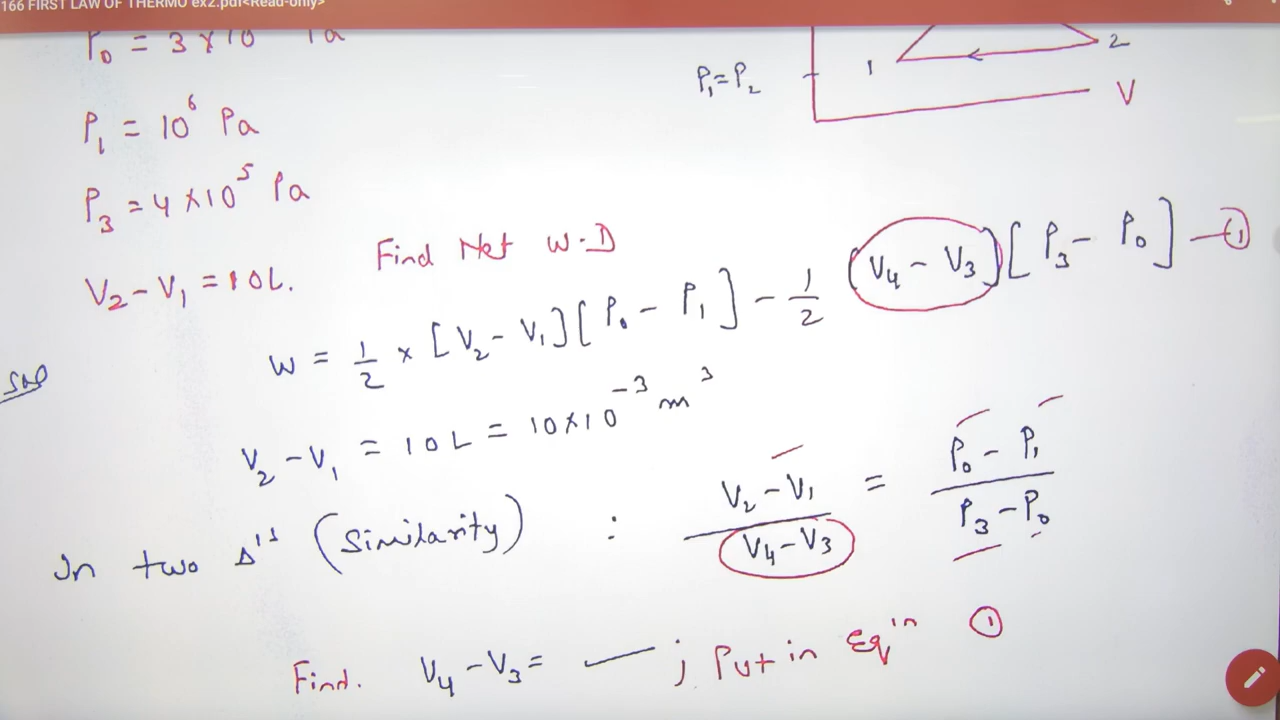 166 FIRST LAW OF THERMO ex2.pdf<Read-only>
P₀ = 3 × 10 Pa
2
P₁=P₂
1
V
P₁ = 10⁶ Pa
P₃ = 4×10⁵ Pa
V₂ - V₁ = 10L.
Find Net W.D
W = 1/2 × [V₂ - V₁][P₀ - P₁] - 1/2 (V₄ - V₃)[P₃ - P₀] —①
Sol
V₂ - V₁ = 10L = 10×10⁻³ m³
In two Δ'ˢ (Similarity) : (V₂ - V₁)/(V₄ - V₃) = (P₀ - P₁)/(P₃ - P₀)
Find. V₄ - V₃ = — ; Put in Eq'ⁿ ①